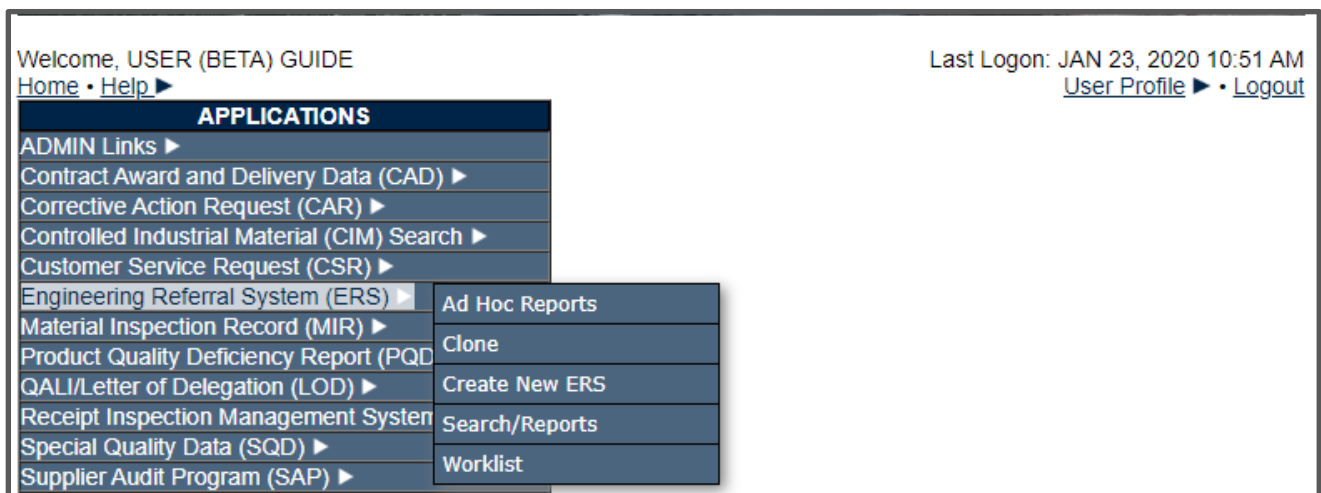 Welcome, USER (BETA) GUIDE
Last Logon: JAN 23, 2020 10:51 AM
Home • Help ▶
User Profile ▶ • Logout
APPLICATIONS
ADMIN Links ▶
Contract Award and Delivery Data (CAD) ▶
Corrective Action Request (CAR) ▶
Controlled Industrial Material (CIM) Search ▶
Customer Service Request (CSR) ▶
Engineering Referral System (ERS) ▶
Material Inspection Record (MIR) ▶
Product Quality Deficiency Report (PQD
QALI/Letter of Delegation (LOD) ▶
Receipt Inspection Management System
Special Quality Data (SQD) ▶
Supplier Audit Program (SAP) ▶
Ad Hoc Reports
Clone
Create New ERS
Search/Reports
Worklist